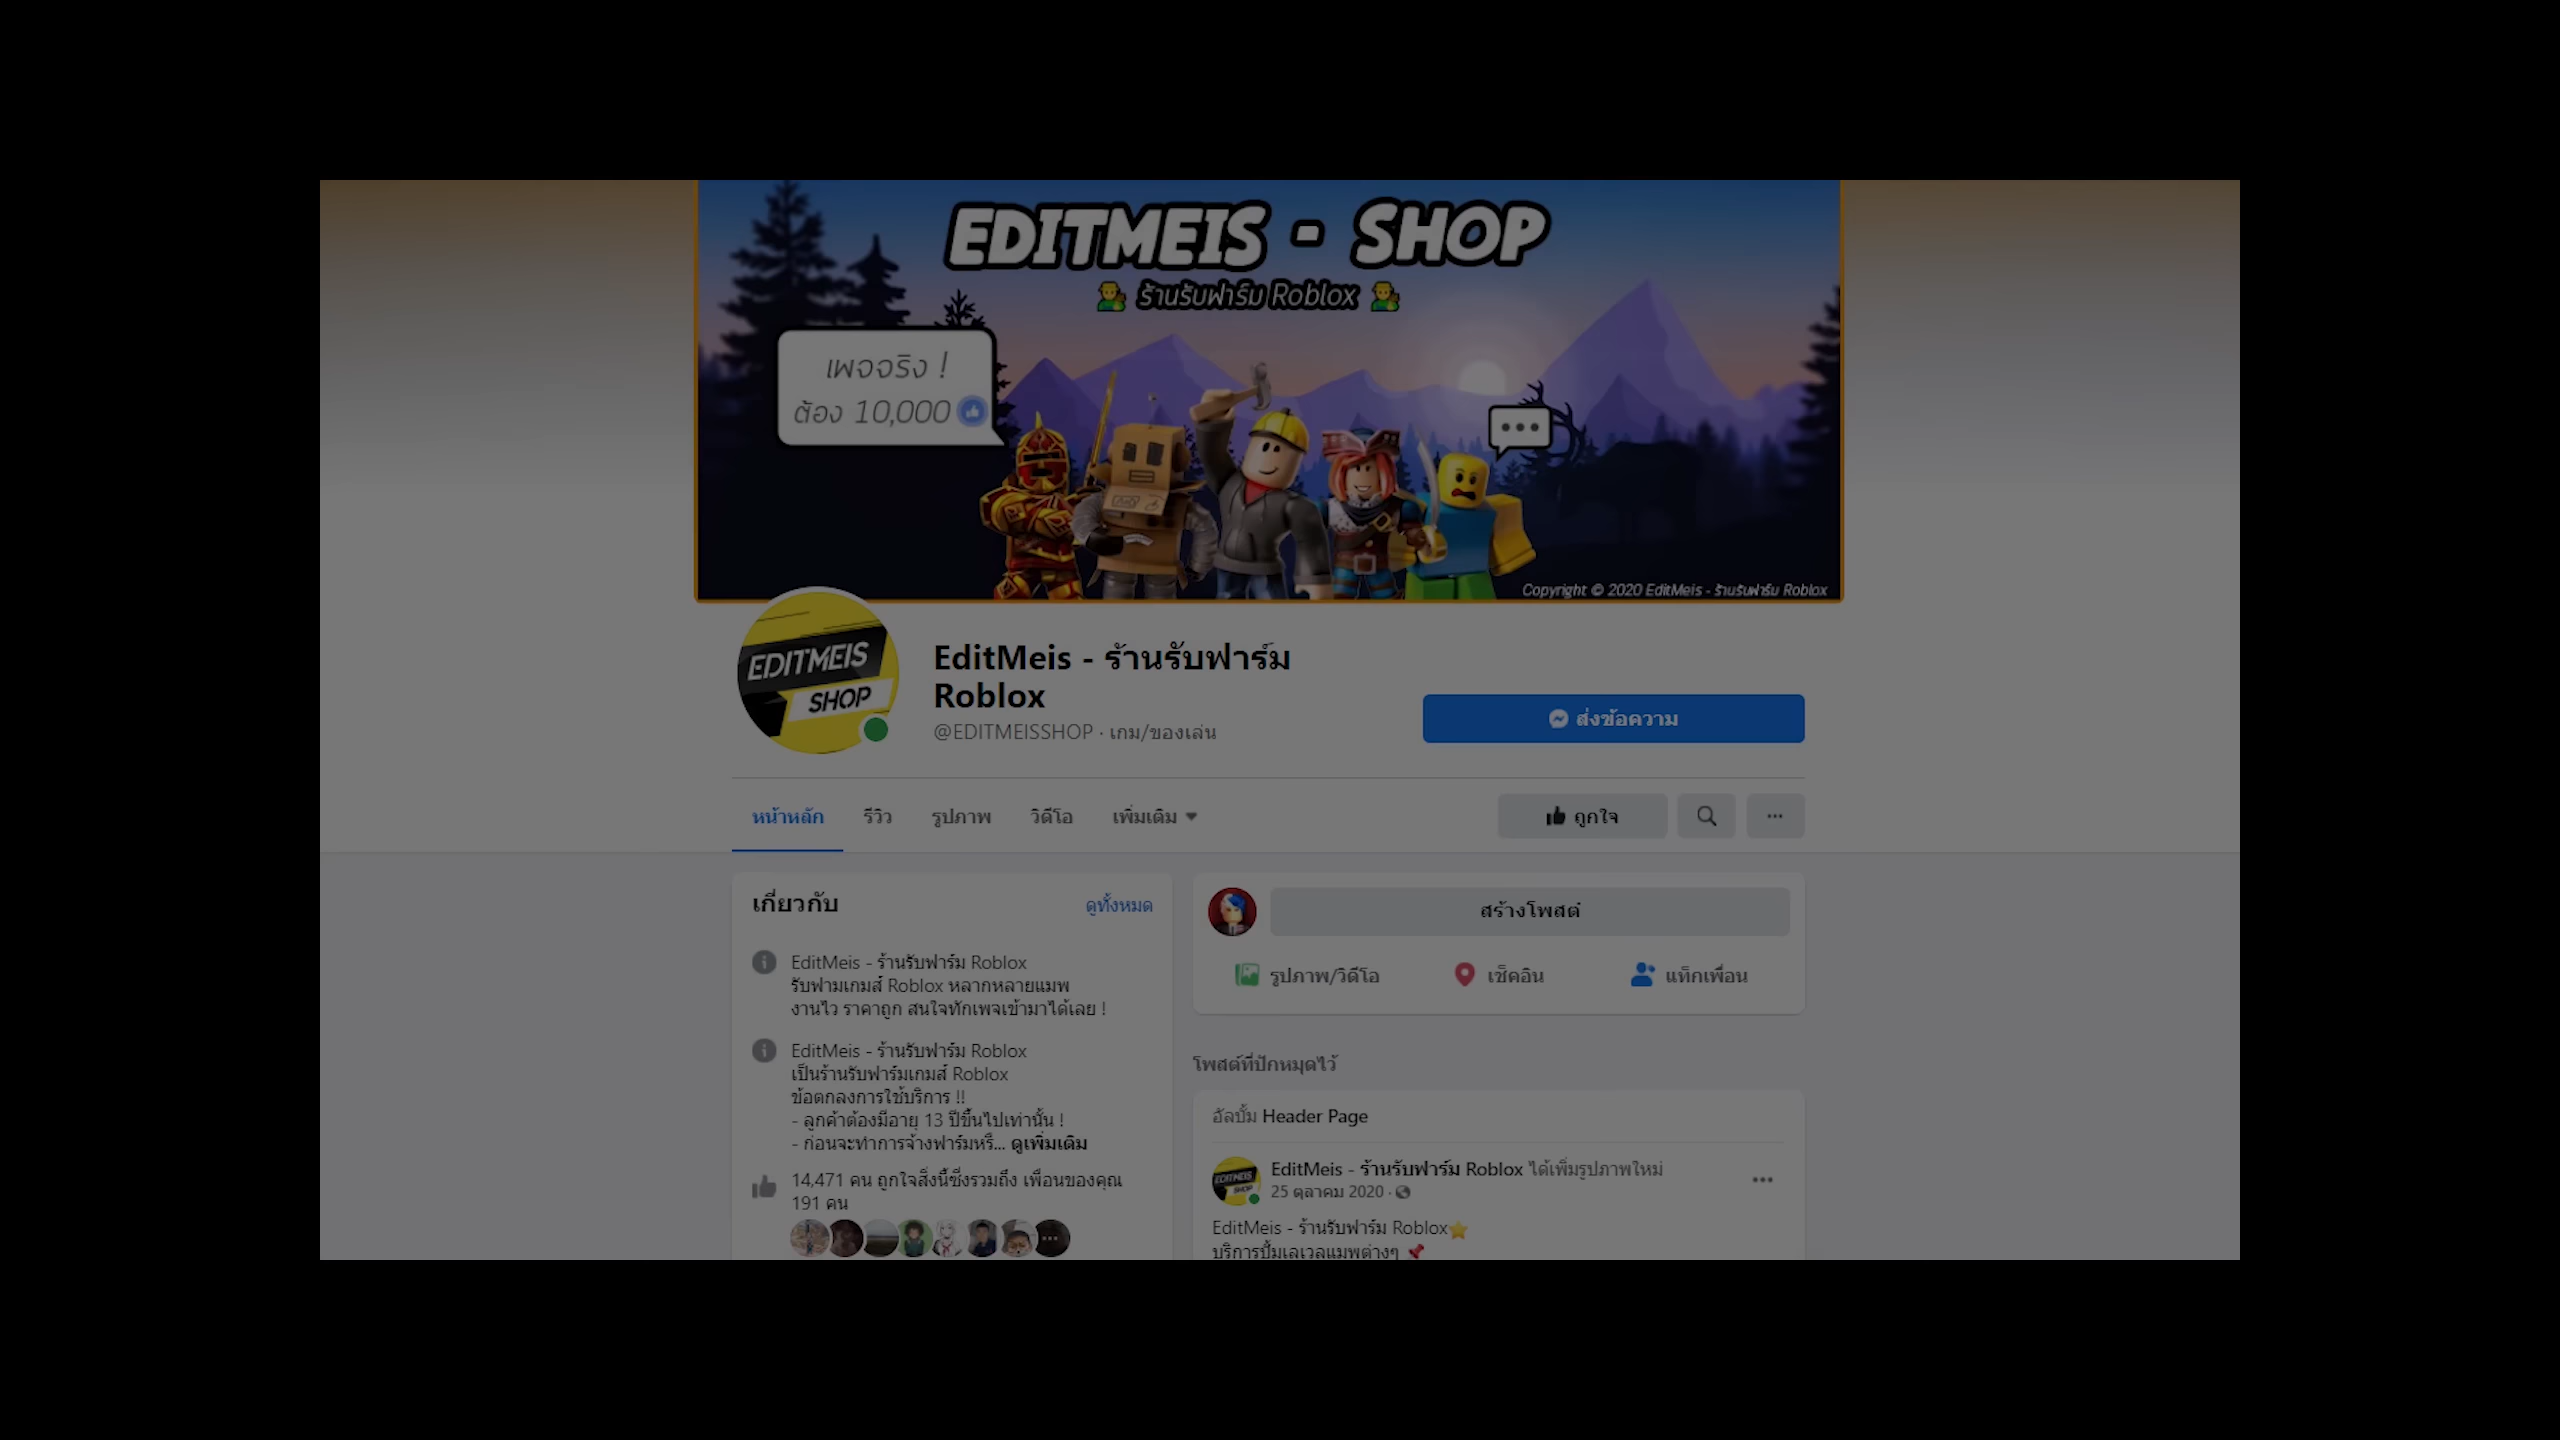 EDITMEIS - SHOP
ร้านรับฟาร์ม Roblox
เพจจริง !
ต้อง 10,000
Copyright © 2020 EditMeis - ร้านรับฟาร์ม Roblox
EDITMEIS
SHOP
EditMeis - ร้านรับฟาร์ม
Roblox
@EDITMEISSHOP · เกม/ของเล่น
ส่งข้อความ
หน้าหลัก รีวิว รูปภาพ วิดีโอ เพิ่มเติม
ถูกใจ
เกี่ยวกับ ดูทั้งหมด
EditMeis - ร้านรับฟาร์ม Roblox
รับฟามเกมส์ Roblox หลากหลายแมพ
งานไว ราคาถูก สนใจทักเพจเข้ามาได้เลย !
EditMeis - ร้านรับฟาร์ม Roblox
เป็นร้านรับฟาร์มเกมส์ Roblox
ข้อตกลงการใช้บริการ !!
- ลูกค้าต้องมีอายุ 13 ปีขึ้นไปเท่านั้น !
- ก่อนจะทำการจ้างฟาร์มหรื... ดูเพิ่มเติม
14,471 คน ถูกใจสิ่งนี้ซึ่งรวมถึง เพื่อนของคุณ
191 คน
สร้างโพสต์
รูปภาพ/วิดีโอ เช็คอิน แท็กเพื่อน
โพสต์ที่ปักหมุดไว้
อัลบั้ม Header Page
EDITMEIS
SHOP
EditMeis - ร้านรับฟาร์ม Roblox ได้เพิ่มรูปภาพใหม่
25 ตุลาคม 2020 ·
EditMeis - ร้านรับฟาร์ม Roblox
บริการปั้มเลเวลแมพต่างๆ